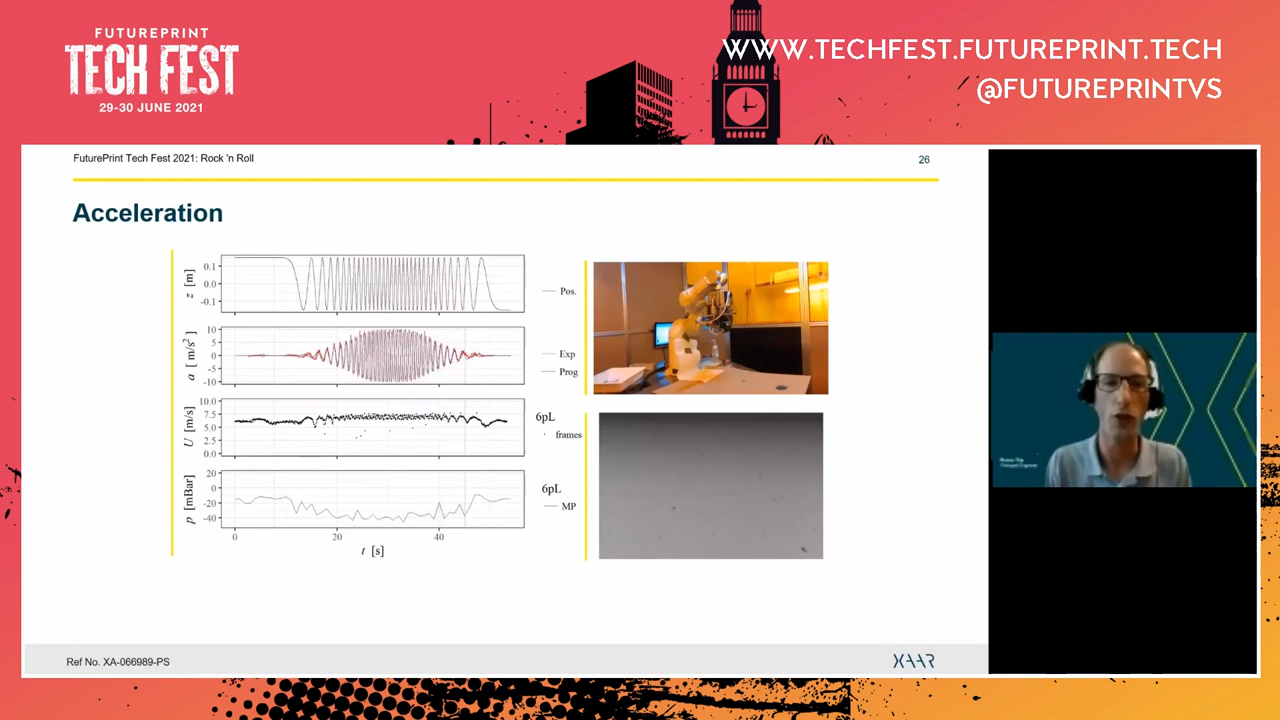 FUTUREPRINT
TECH FEST
29-30 JUNE 2021
WWW.TECHFEST.FUTUREPRINT.TECH
@FUTUREPRINTVS
FuturePrint Tech Fest 2021: Rock 'n Roll
26
Acceleration
z [m]
0.1
0.0
-0.1
Pos.
a [m/s²]
10
5
0
-5
-10
Exp
Prog
U [m/s]
10.0
7.5
5.0
2.5
0.0
6pL
frames
p [mBar]
20
0
-20
-40
6pL
MP
0
20
40
t [s]
Principal Engineer
Ref No. XA-066989-PS
XAAR